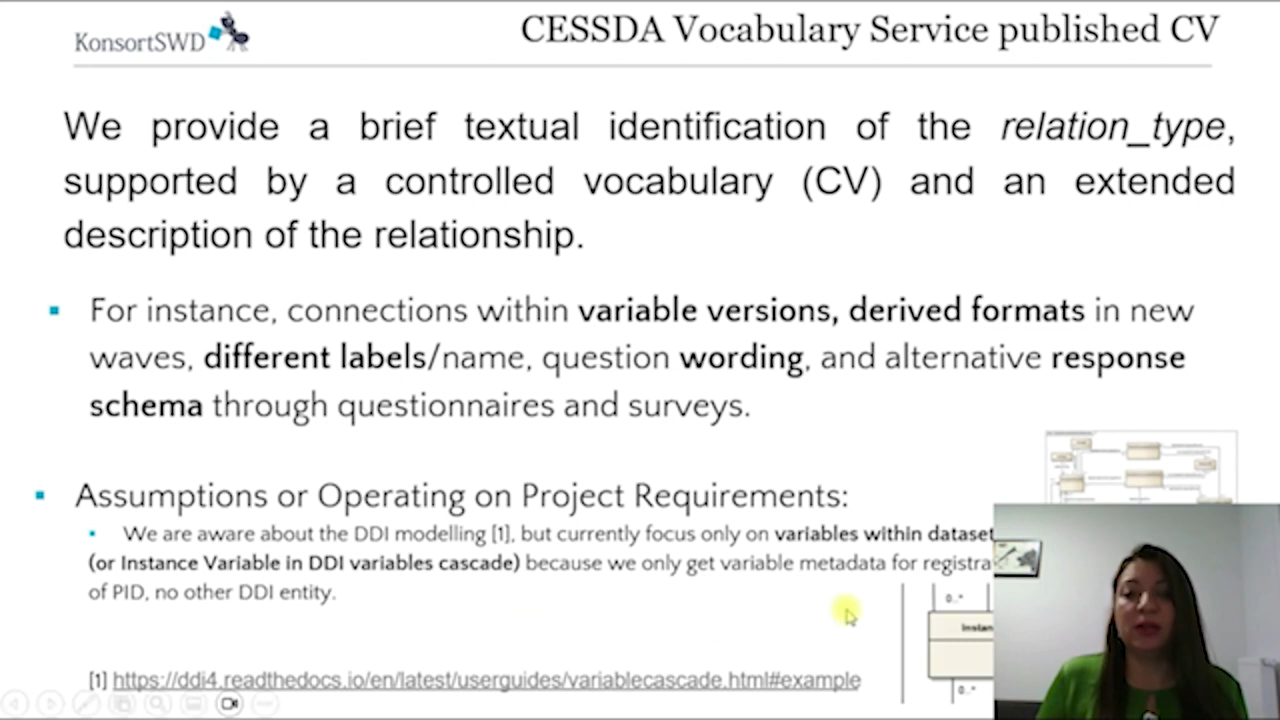 KonsortSWD
CESSDA Vocabulary Service published CV
We provide a brief textual identification of the relation_type,
supported by a controlled vocabulary (CV) and an extended
description of the relationship.
For instance, connections within variable versions, derived formats in new
waves, different labels/name, question wording, and alternative response
schema through questionnaires and surveys.
Assumptions or Operating on Project Requirements:
We are aware about the DDI modelling [1], but currently focus only on variables within dataset
(or Instance Variable in DDI variables cascade) because we only get variable metadata for registra
of PID, no other DDI entity.
0..*
Instan
0..*
[1] https://ddi4.readthedocs.io/en/latest/userguides/variablecascade.html#example